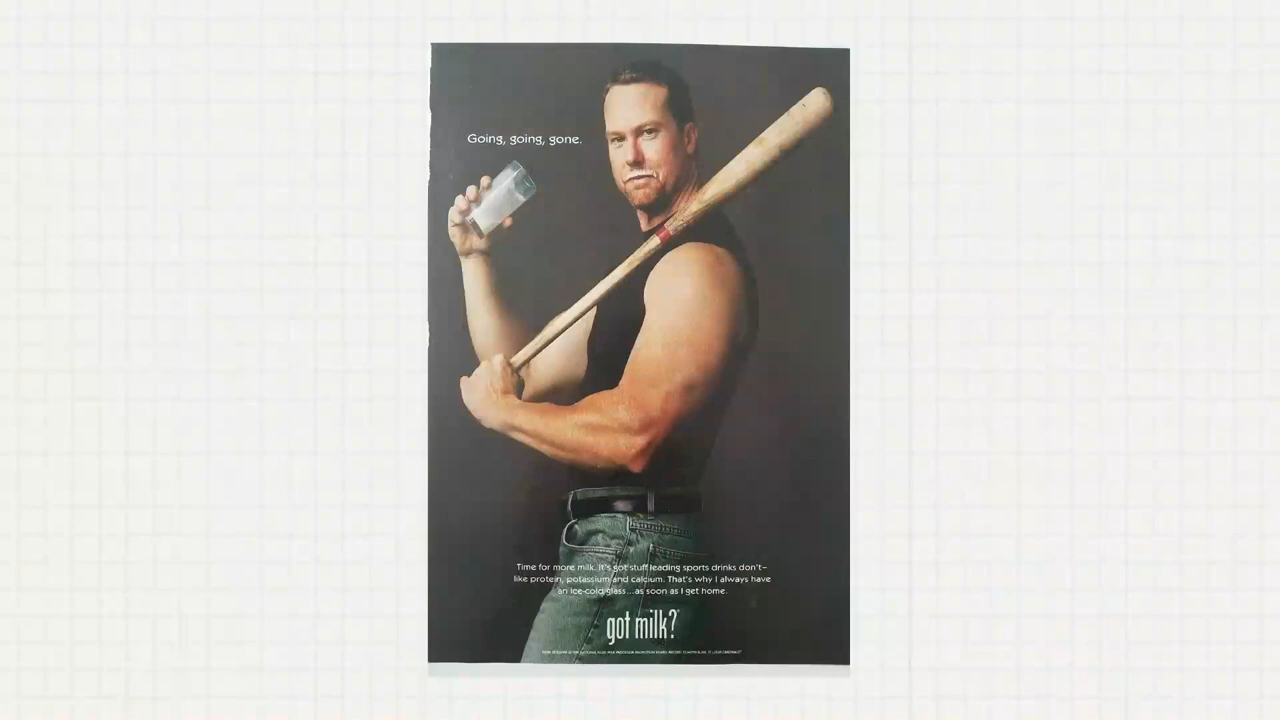 Going, going, gone.
Time for more milk. It's got stuff leading sports drinks don't–
like protein, potassium and calcium. That's why I always have
an ice-cold glass...as soon as I get home.
got milk?